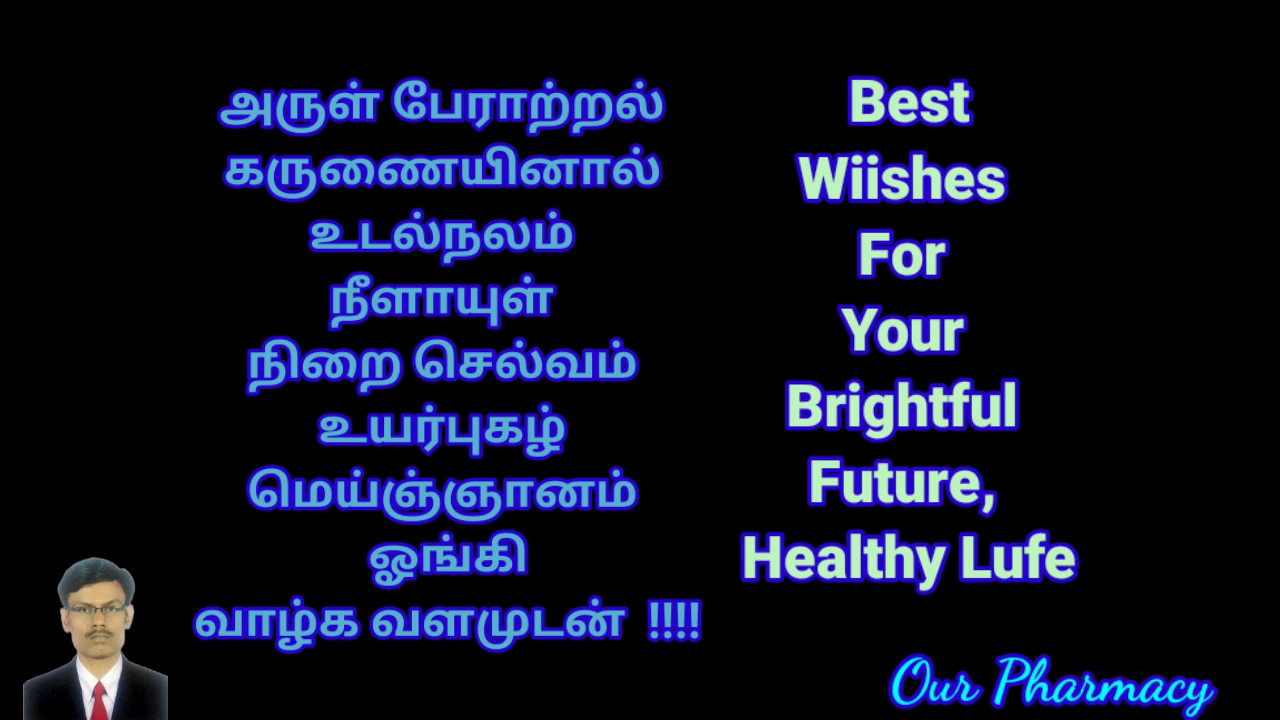 அருள் பேராற்றல்
கருணையினால்
உடல்நலம்
நீளாயுள்
நிறை செல்வம்
உயர்புகழ்
மெய்ஞ்ஞானம்
ஓங்கி
வாழ்க வளமுடன் !!!!
Best
Wiishes
For
Your
Brightful
Future,
Healthy Lufe
Our Pharmacy